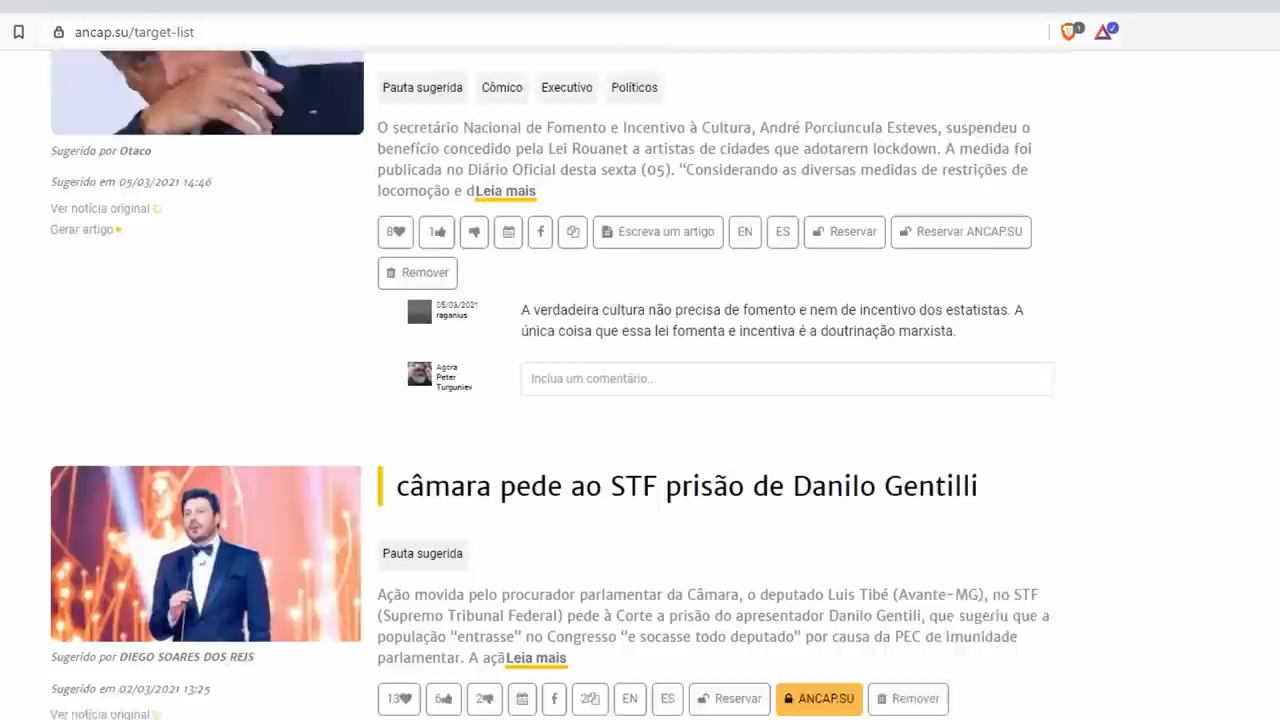 ancap.su/target-list
1
Pauta sugerida Cômico Executivo Políticos
O secretário Nacional de Fomento e Incentivo à Cultura, André Porciuncula Esteves, suspendeu o
benefício concedido pela Lei Rouanet a artistas de cidades que adotarem lockdown. A medida foi
publicada no Diário Oficial desta sexta (05). “Considerando as diversas medidas de restrições de
locomoção e dLeia mais
Sugerido por Otaco
Sugerido em 05/03/2021 14:46
Ver notícia original
Gerar artigo
8 1 Escreva um artigo EN ES Reservar Reservar ANCAP.SU
Remover
05/03/2021
raganius
A verdadeira cultura não precisa de fomento e nem de incentivo dos estatistas. A
única coisa que essa lei fomenta e incentiva é a doutrinação marxista.
Agora
Peter
Turguniev
Inclua um comentário...
câmara pede ao STF prisão de Danilo Gentilli
Pauta sugerida
Ação movida pelo procurador parlamentar da Câmara, o deputado Luis Tibé (Avante-MG), no STF
(Supremo Tribunal Federal) pede à Corte a prisão do apresentador Danilo Gentili, que sugeriu que a
população “entrasse” no Congresso “e socasse todo deputado” por causa da PEC de imunidade
parlamentar. A açãLeia mais
Sugerido por DIEGO SOARES DOS REIS
Sugerido em 02/03/2021 13:25
Ver notícia original
13 6 2 2 EN ES Reservar ANCAP.SU Remover